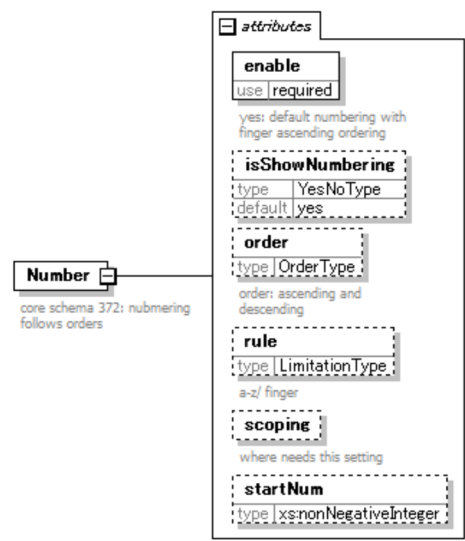 attributes
enable
use required
yes: default numbering with
finger ascending ordering
isShowNumbering
type YesNoType
default yes
order
type OrderType
order: ascending and
descending
Number
core schema 372: nubmering
follows orders
rule
type LimitationType
a-z/ finger
scoping
where needs this setting
startNum
type xs:nonNegativeInteger